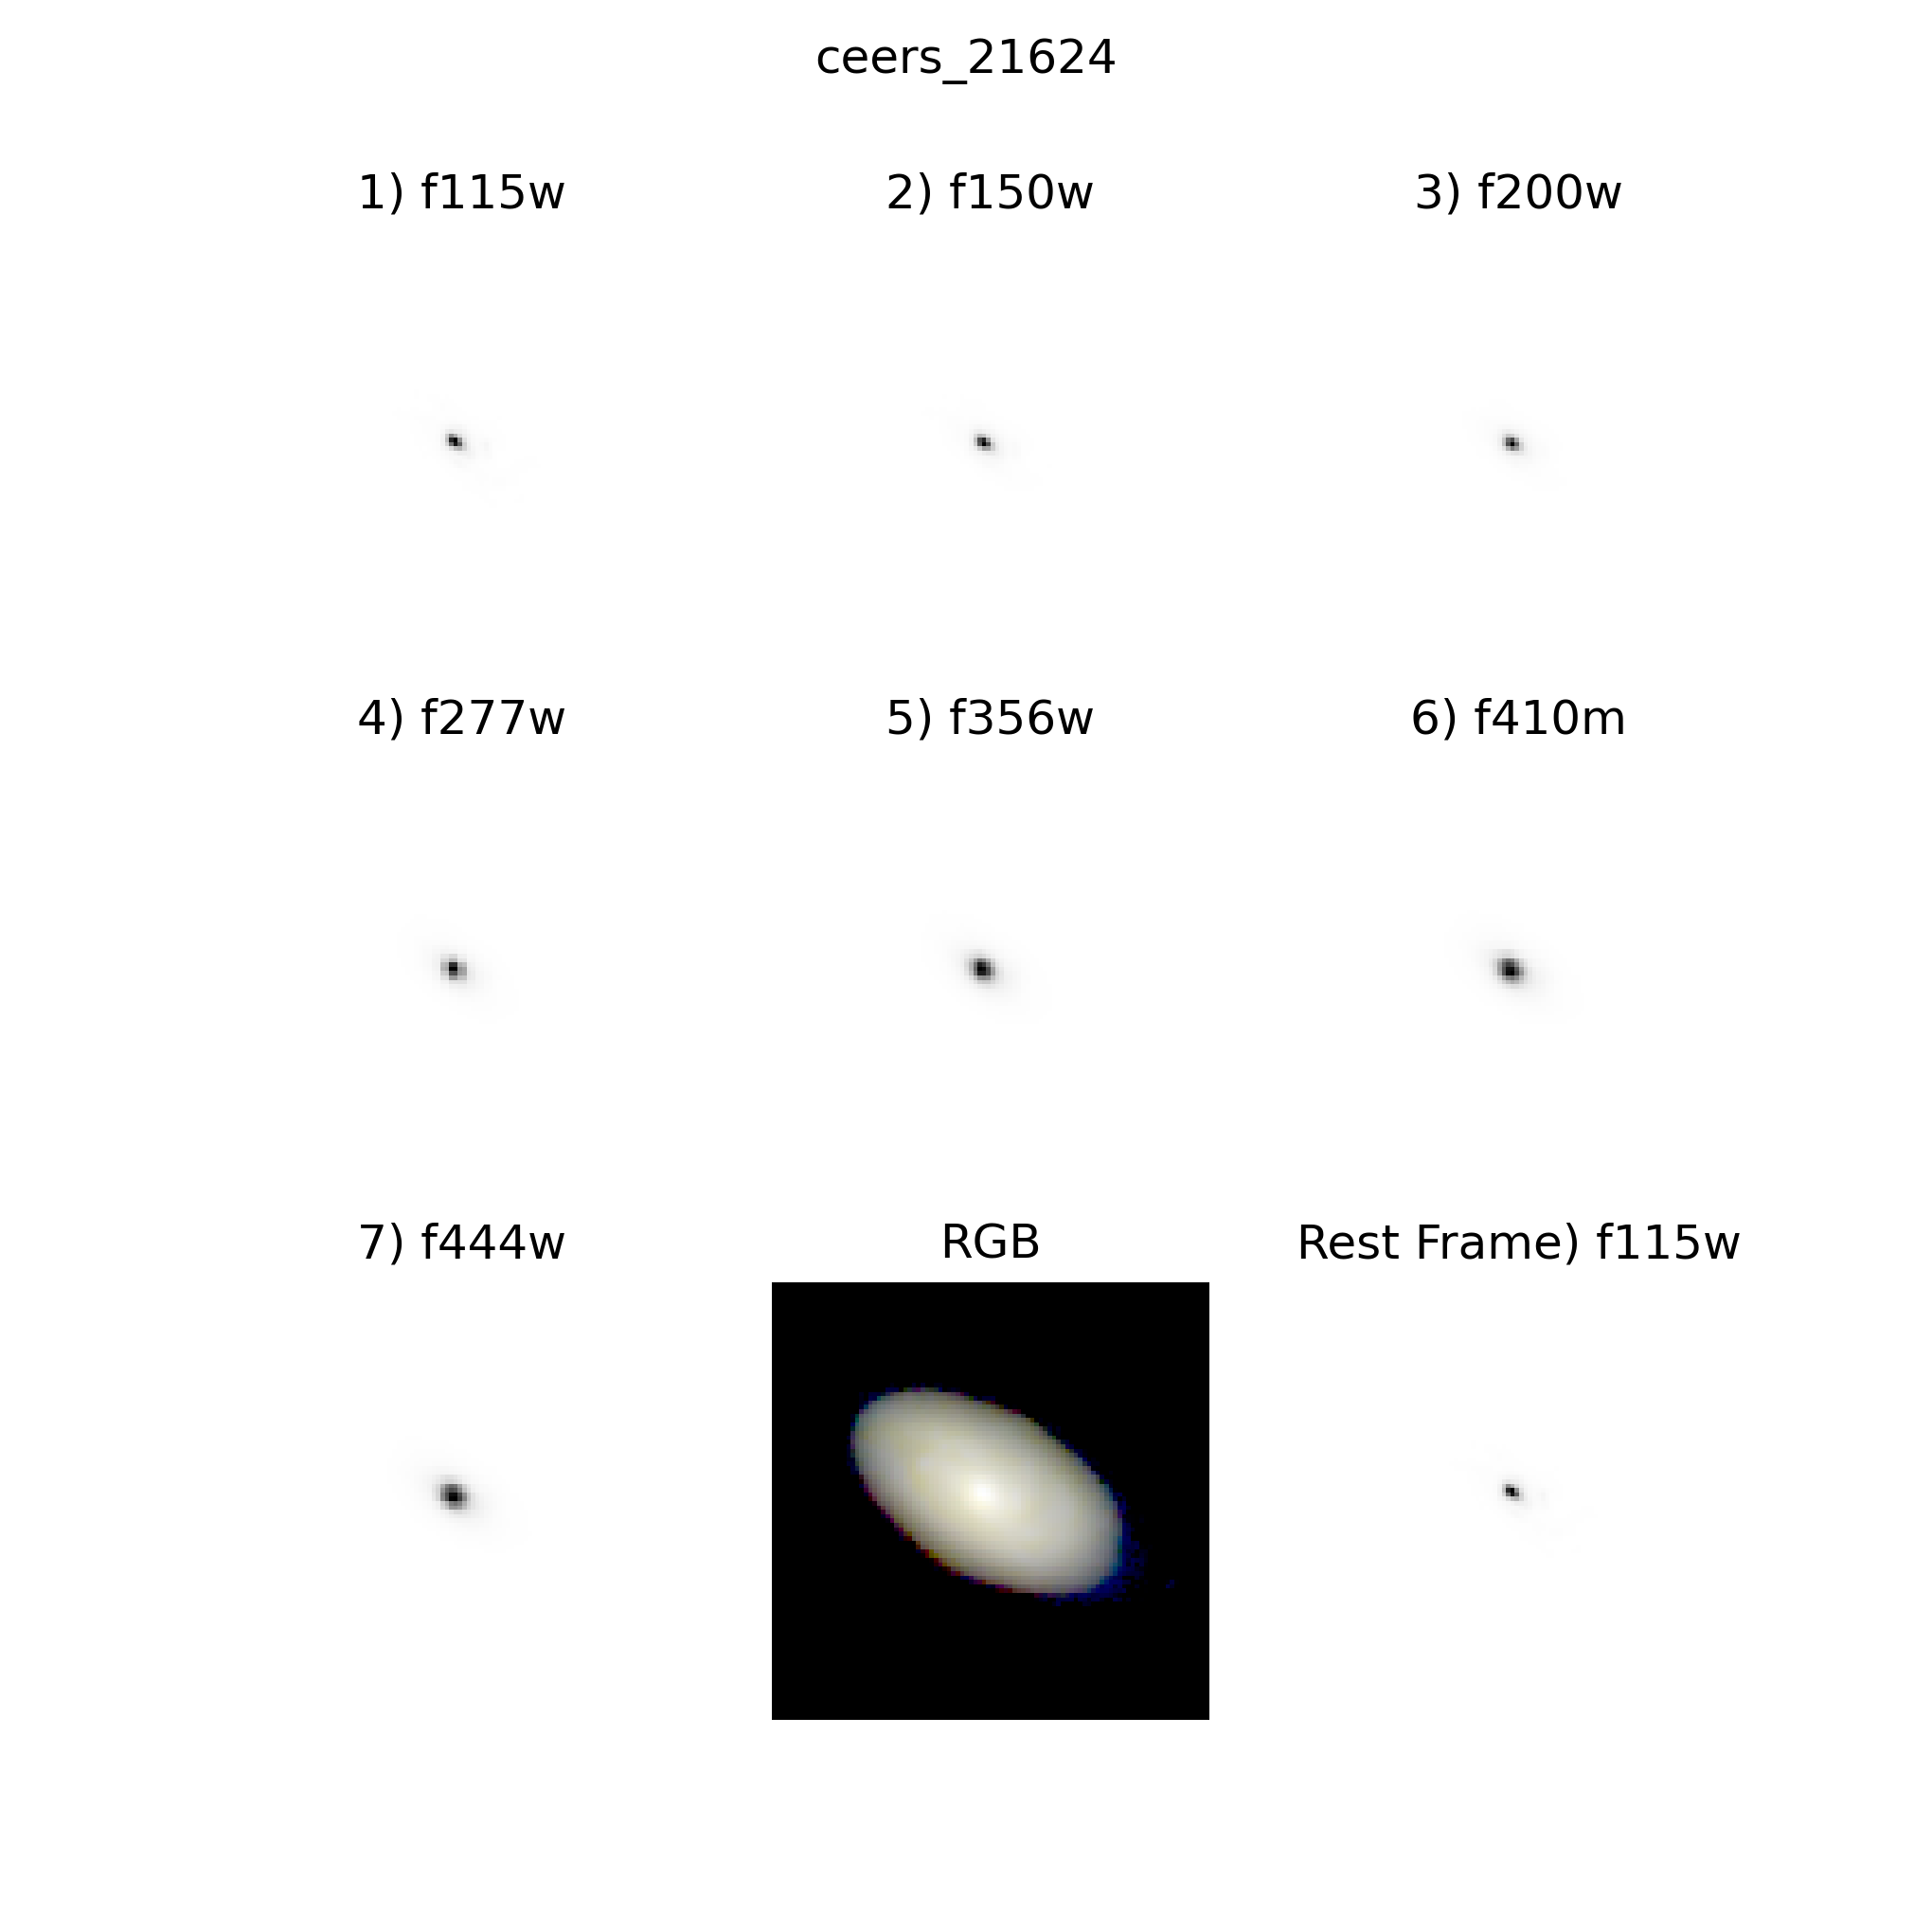 ceers_21624
1) f115w
2) f150w
3) f200w
4) f277w
5) f356w
6) f410m
7) f444w
RGB
Rest Frame) f115w